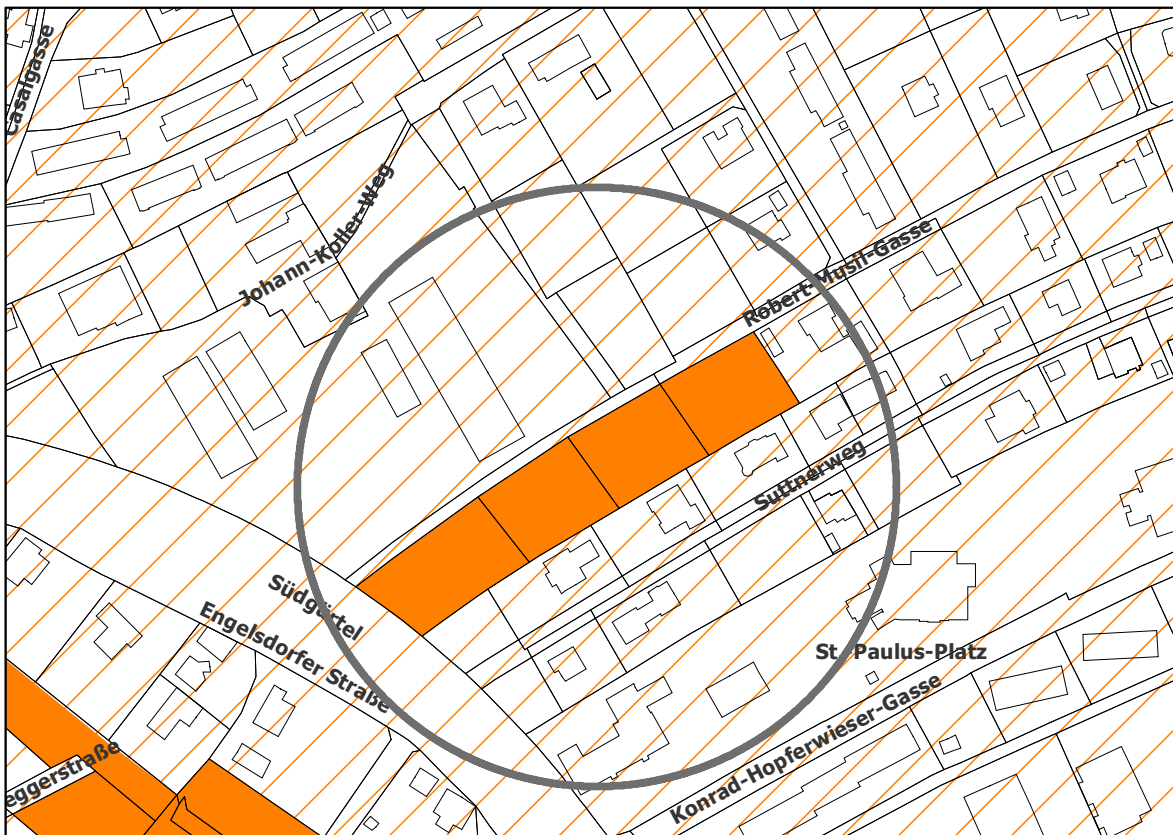 Casalgasse
Johann-Koller-Weg
Robert-Musil-Gasse
Suttnerweg
Südgürtel
Engelsdorfer Straße
St. Paulus-Platz
Konrad-Hopferwieser-Gasse
eggerstraße